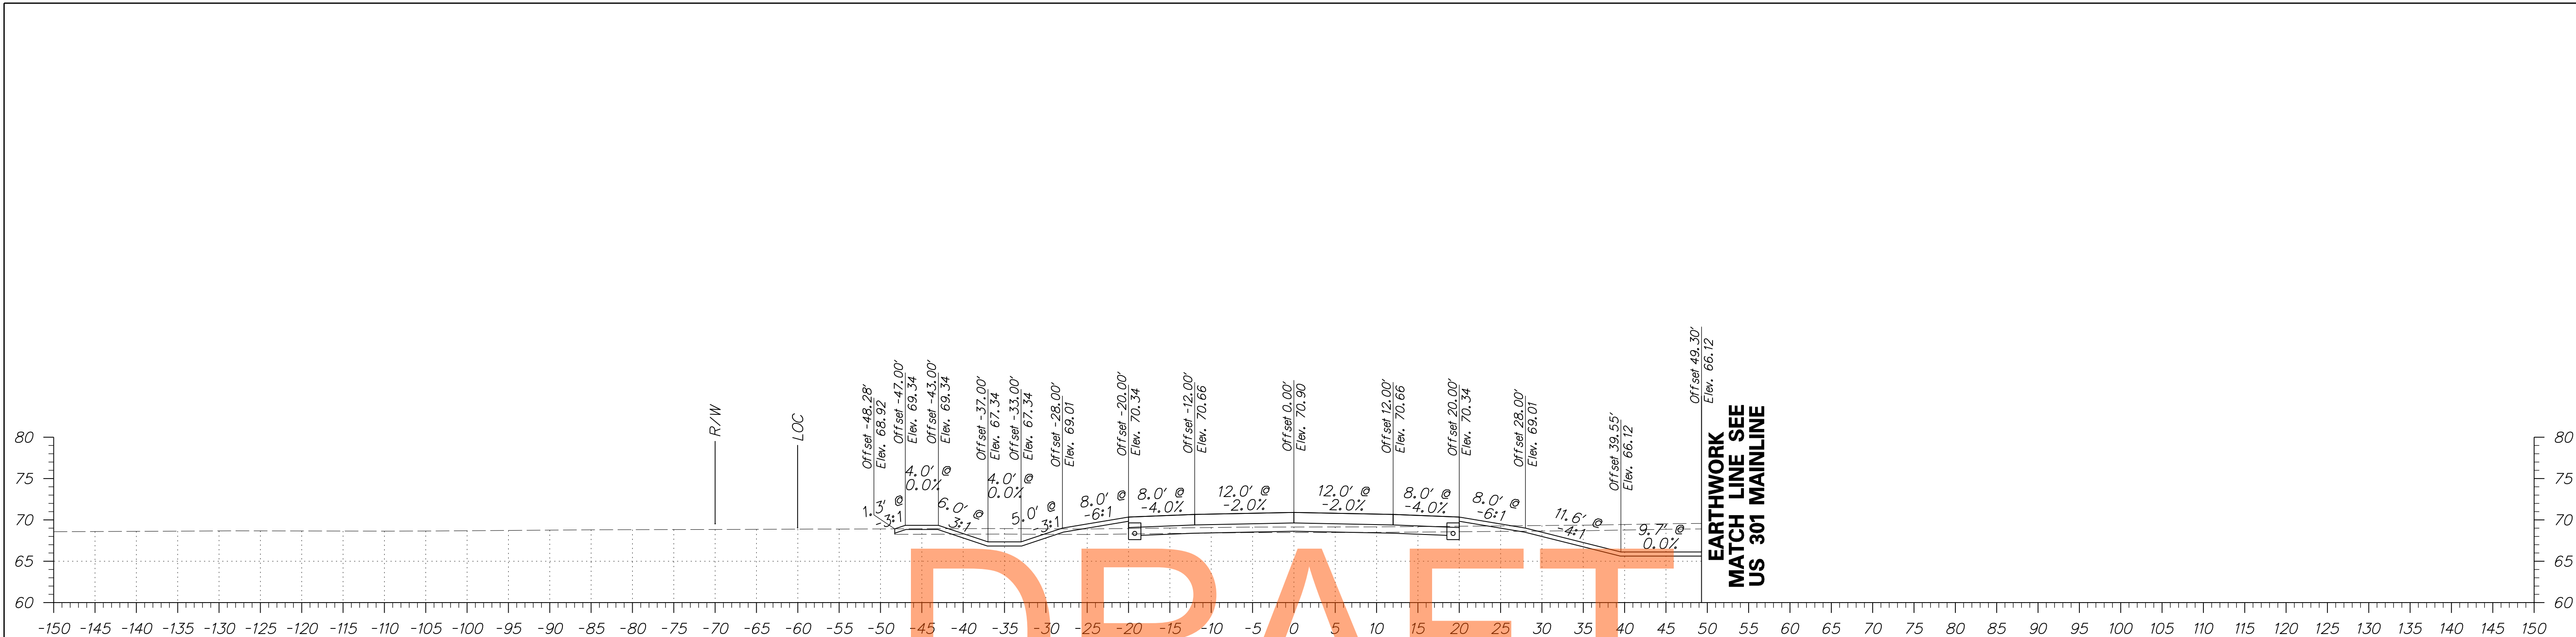 R/W
LOC
Offset -48.28'
Elev. 68.92
Offset -47.00'
Elev. 69.34
Offset -43.00'
Elev. 69.34
Offset -37.00'
Elev. 67.34
Offset -33.00'
Elev. 67.34
Offset -28.00'
Elev. 69.01
Offset -20.00'
Elev. 70.34
Offset -12.00'
Elev. 70.66
Offset 0.00'
Elev. 70.90
Offset 12.00'
Elev. 70.66
Offset 20.00'
Elev. 70.34
Offset 28.00'
Elev. 69.01
Offset 39.55'
Elev. 66.12
Offset 49.30'
Elev. 66.12
1.3' @
-3:1
4.0' @
0.0%
6.0' @
3:1
4.0' @
0.0%
5.0' @
-3:1
8.0' @
-6:1
8.0' @
-4.0%
12.0' @
-2.0%
12.0' @
-2.0%
8.0' @
-4.0%
8.0' @
-6:1
11.6' @
-4:1
9.7' @
0.0%
EARTHWORK
MATCH LINE SEE
US 301 MAINLINE
80
75
70
65
60
80
75
70
65
60
DRAFT
-150 -145 -140 -135 -130 -125 -120 -115 -110 -105 -100 -95 -90 -85 -80 -75 -70 -65 -60 -55 -50 -45 -40 -35 -30 -25 -20 -15 -10 -5 0 5 10 15 20 25 30 35 40 45 50 55 60 65 70 75 80 85 90 95 100 105 110 115 120 125 130 135 140 145 150